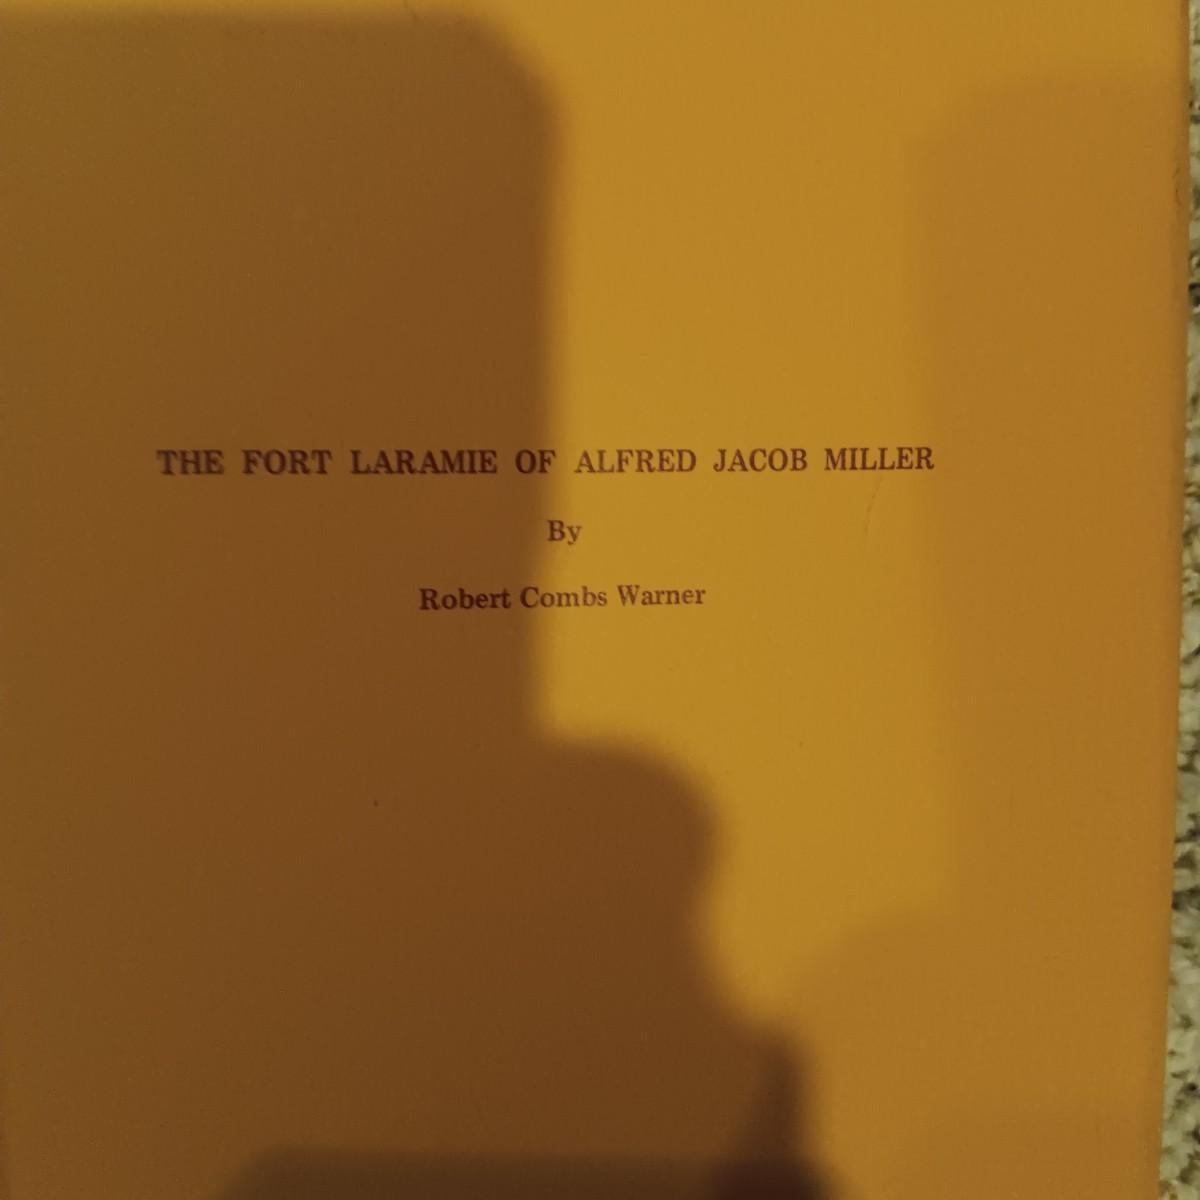 THE FORT LARAMIE OF ALFRED JACOB MILLER
By
Robert Combs Warner